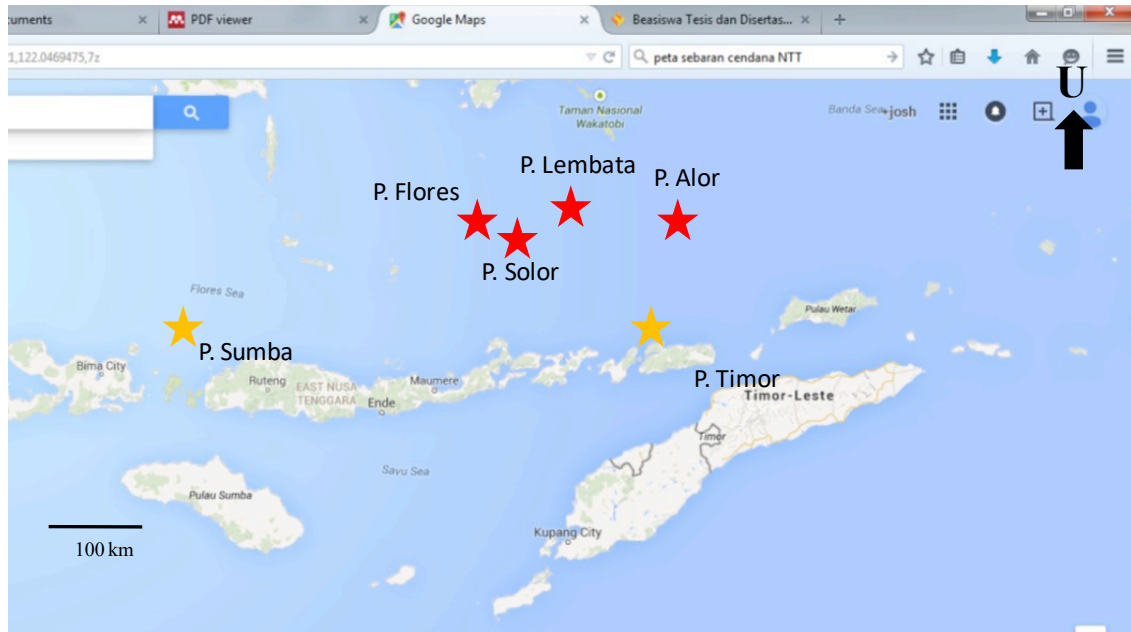 cuments
PDF viewer
Google Maps
Beasiswa Tesis dan Disertas...
1,122.0469475,7z
peta sebaran cendana NTT
U
Taman Nasional
Wakatobi
Banda Sea
josh
P. Lembata
P. Alor
P. Flores
P. Solor
Flores Sea
Pulau Wetar
P. Sumba
Bima City
Ruteng
EAST NUSA
TENGGARA
Maumere
Ende
P. Timor
Timor-Leste
Timor
Savu Sea
Pulau Sumba
100 km
Kupang City